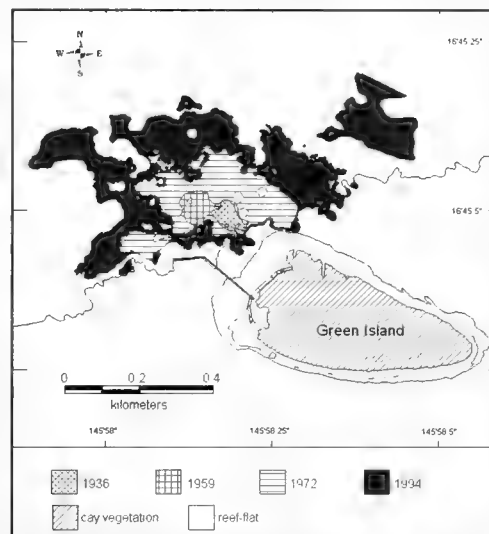 N
W E
S
16°45.25'
16°45.5'
Green Island
0 0.2 0.4
kilometers
145°58' 145°58.25' 145°58.5'
1936 1959 1972 1994
cay vegetation reef-flat